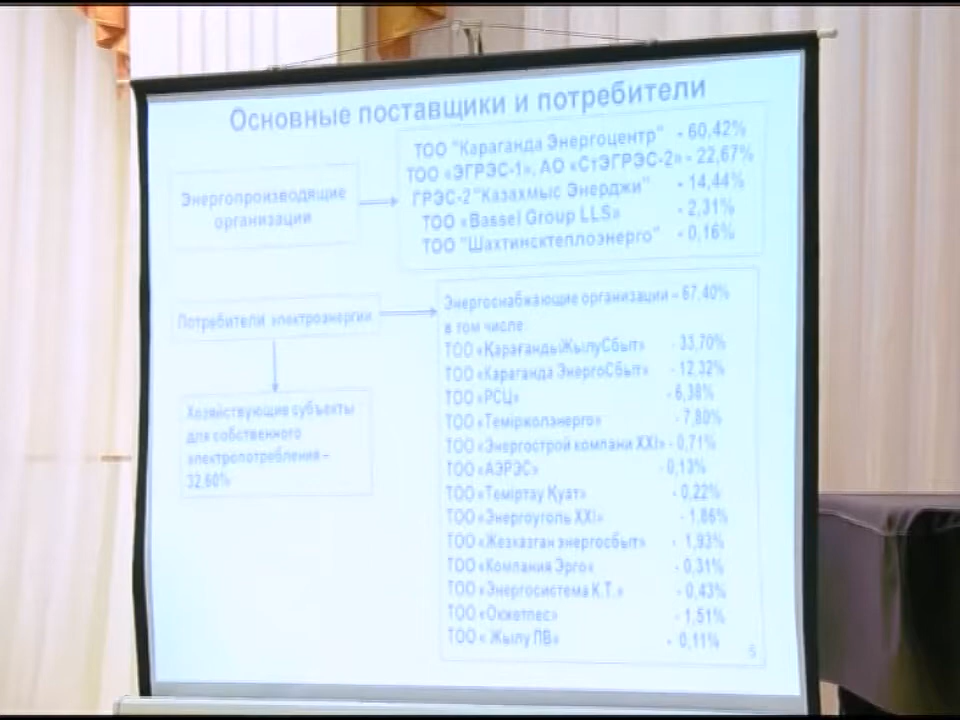 Основные поставщики и потребители
Энергопроизводящие
организации
ТОО "Караганда Энергоцентр" - 60,42%
ТОО «ЭГРЭС-1», АО «СтЭГРЭС-2» - 22,67%
ГРЭС-2 "Казахмыс Энерджи" - 14,44%
ТОО «Bassel Group LLS» - 2,31%
ТОО "Шахтинсктеплоэнерго" - 0,16%
Потребители электроэнергии
Энергоснабжающие организации – 67,40%
в том числе:
ТОО «ҚарағандыЖылуСбыт» - 33,70%
ТОО «Караганда ЭнергоСбыт» - 12,32%
ТОО «РСЦ» - 6,38%
ТОО «Теміржолэнерго» - 7,80%
ТОО «Энергострой компани XXI» - 0,71%
ТОО «АЭРЭС» - 0,13%
ТОО «Теміртау Қуат» - 0,22%
ТОО «Энергоуголь XXI» - 1,86%
ТОО «Жезказган энергосбыт» - 1,93%
ТОО «Компания Эрго» - 0,31%
ТОО «Энергосистема К.Т.» - 0,43%
ТОО «Оккетпес» - 1,51%
ТОО « Жылу ПВ» - 0,11%
Хозяйствующие субъекты
для собственного
электропотребления –
32,60%